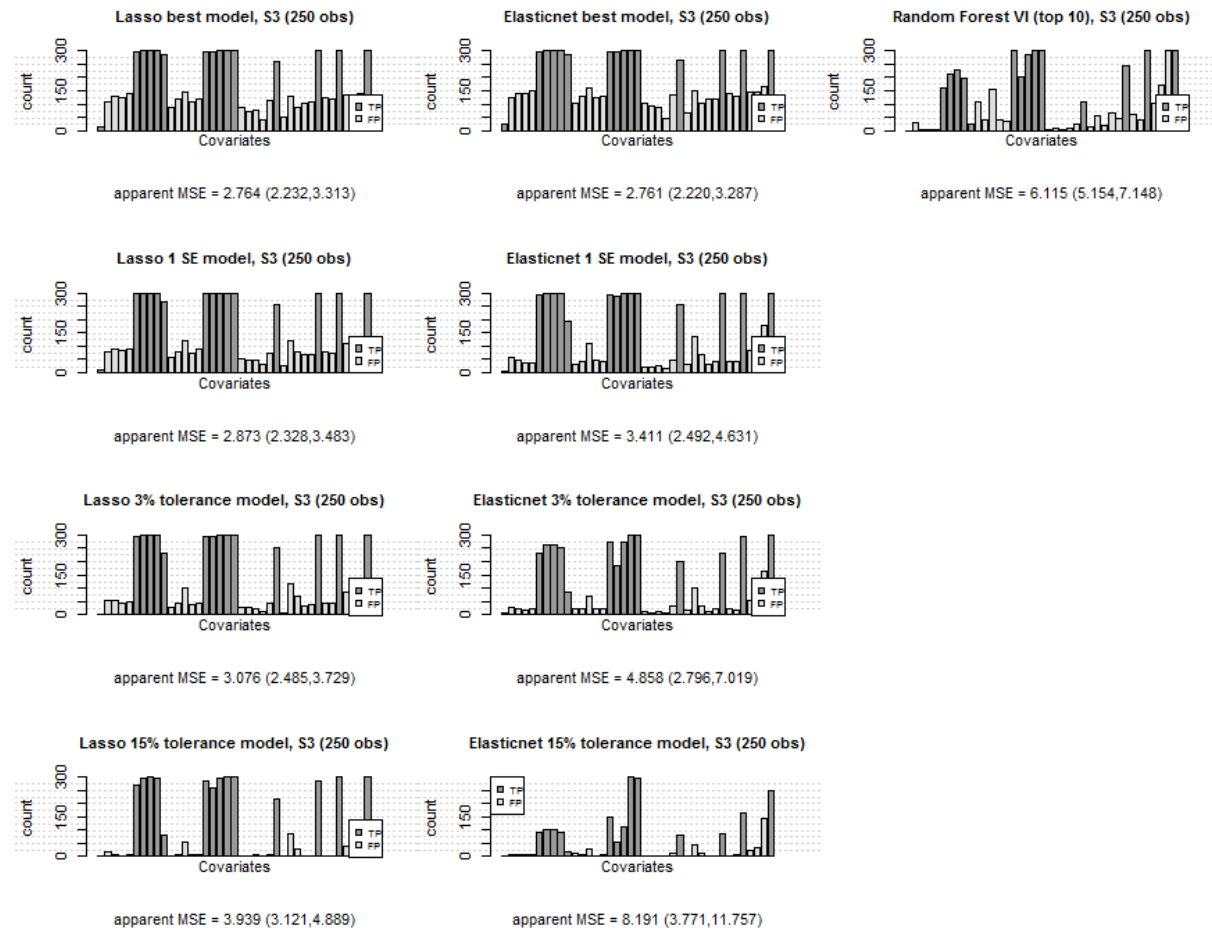 Lasso best model, S3 (250 obs)
Elasticnet best model, S3 (250 obs)
Random Forest VI (top 10), S3 (250 obs)
count
0 150 300
TP
FP
Covariates
count
0 150 300
TP
FP
Covariates
count
0 150 300
TP
FP
Covariates
apparent MSE = 2.764 (2.232,3.313)
apparent MSE = 2.761 (2.220,3.287)
apparent MSE = 6.115 (5.154,7.148)
Lasso 1 SE model, S3 (250 obs)
Elasticnet 1 SE model, S3 (250 obs)
count
0 150 300
TP
FP
Covariates
count
0 150 300
TP
FP
Covariates
apparent MSE = 2.873 (2.328,3.483)
apparent MSE = 3.411 (2.492,4.631)
Lasso 3% tolerance model, S3 (250 obs)
Elasticnet 3% tolerance model, S3 (250 obs)
count
0 150 300
TP
FP
Covariates
count
0 150 300
TP
FP
Covariates
apparent MSE = 3.076 (2.485,3.729)
apparent MSE = 4.858 (2.796,7.019)
Lasso 15% tolerance model, S3 (250 obs)
Elasticnet 15% tolerance model, S3 (250 obs)
count
0 150 300
TP
FP
Covariates
count
0 150 300
TP
FP
Covariates
apparent MSE = 3.939 (3.121,4.889)
apparent MSE = 8.191 (3.771,11.757)